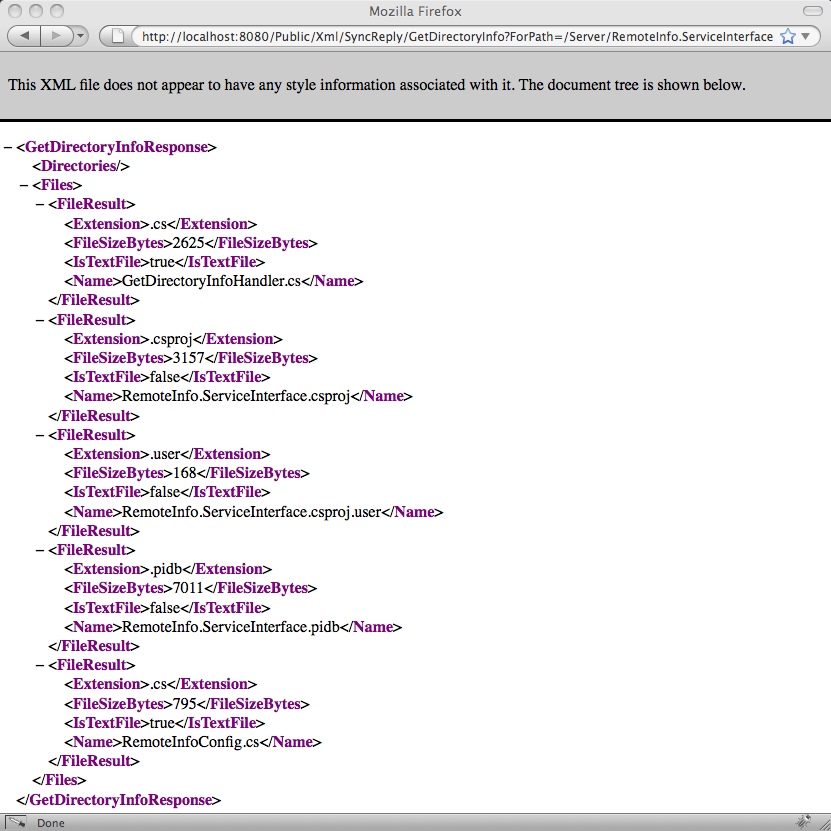 Mozilla Firefox
http://localhost:8080/Public/Xml/SyncReply/GetDirectoryInfo?ForPath=/Server/RemoteInfo.ServiceInterface
This XML file does not appear to have any style information associated with it. The document tree is shown below.
– <GetDirectoryInfoResponse>
<Directories/>
– <Files>
– <FileResult>
<Extension>.cs</Extension>
<FileSizeBytes>2625</FileSizeBytes>
<IsTextFile>true</IsTextFile>
<Name>GetDirectoryInfoHandler.cs</Name>
</FileResult>
– <FileResult>
<Extension>.csproj</Extension>
<FileSizeBytes>3157</FileSizeBytes>
<IsTextFile>false</IsTextFile>
<Name>RemoteInfo.ServiceInterface.csproj</Name>
</FileResult>
– <FileResult>
<Extension>.user</Extension>
<FileSizeBytes>168</FileSizeBytes>
<IsTextFile>false</IsTextFile>
<Name>RemoteInfo.ServiceInterface.csproj.user</Name>
</FileResult>
– <FileResult>
<Extension>.pidb</Extension>
<FileSizeBytes>7011</FileSizeBytes>
<IsTextFile>false</IsTextFile>
<Name>RemoteInfo.ServiceInterface.pidb</Name>
</FileResult>
– <FileResult>
<Extension>.cs</Extension>
<FileSizeBytes>795</FileSizeBytes>
<IsTextFile>true</IsTextFile>
<Name>RemoteInfoConfig.cs</Name>
</FileResult>
</Files>
</GetDirectoryInfoResponse>
Done